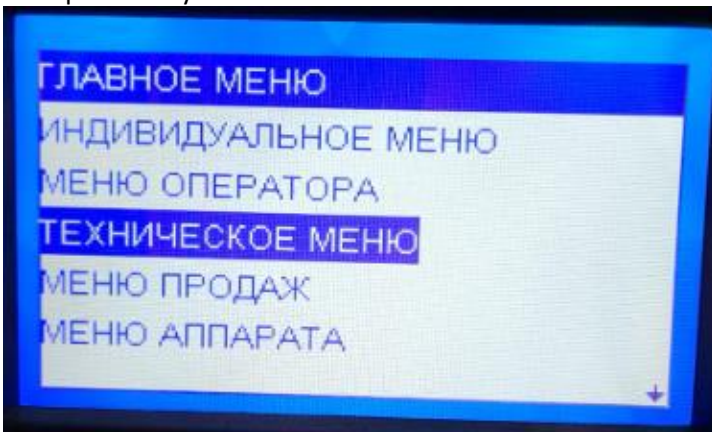 ГЛАВНОЕ МЕНЮ
ИНДИВИДУАЛЬНОЕ МЕНЮ
МЕНЮ ОПЕРАТОРА
ТЕХНИЧЕСКОЕ МЕНЮ
МЕНЮ ПРОДАЖ
МЕНЮ АППАРАТА